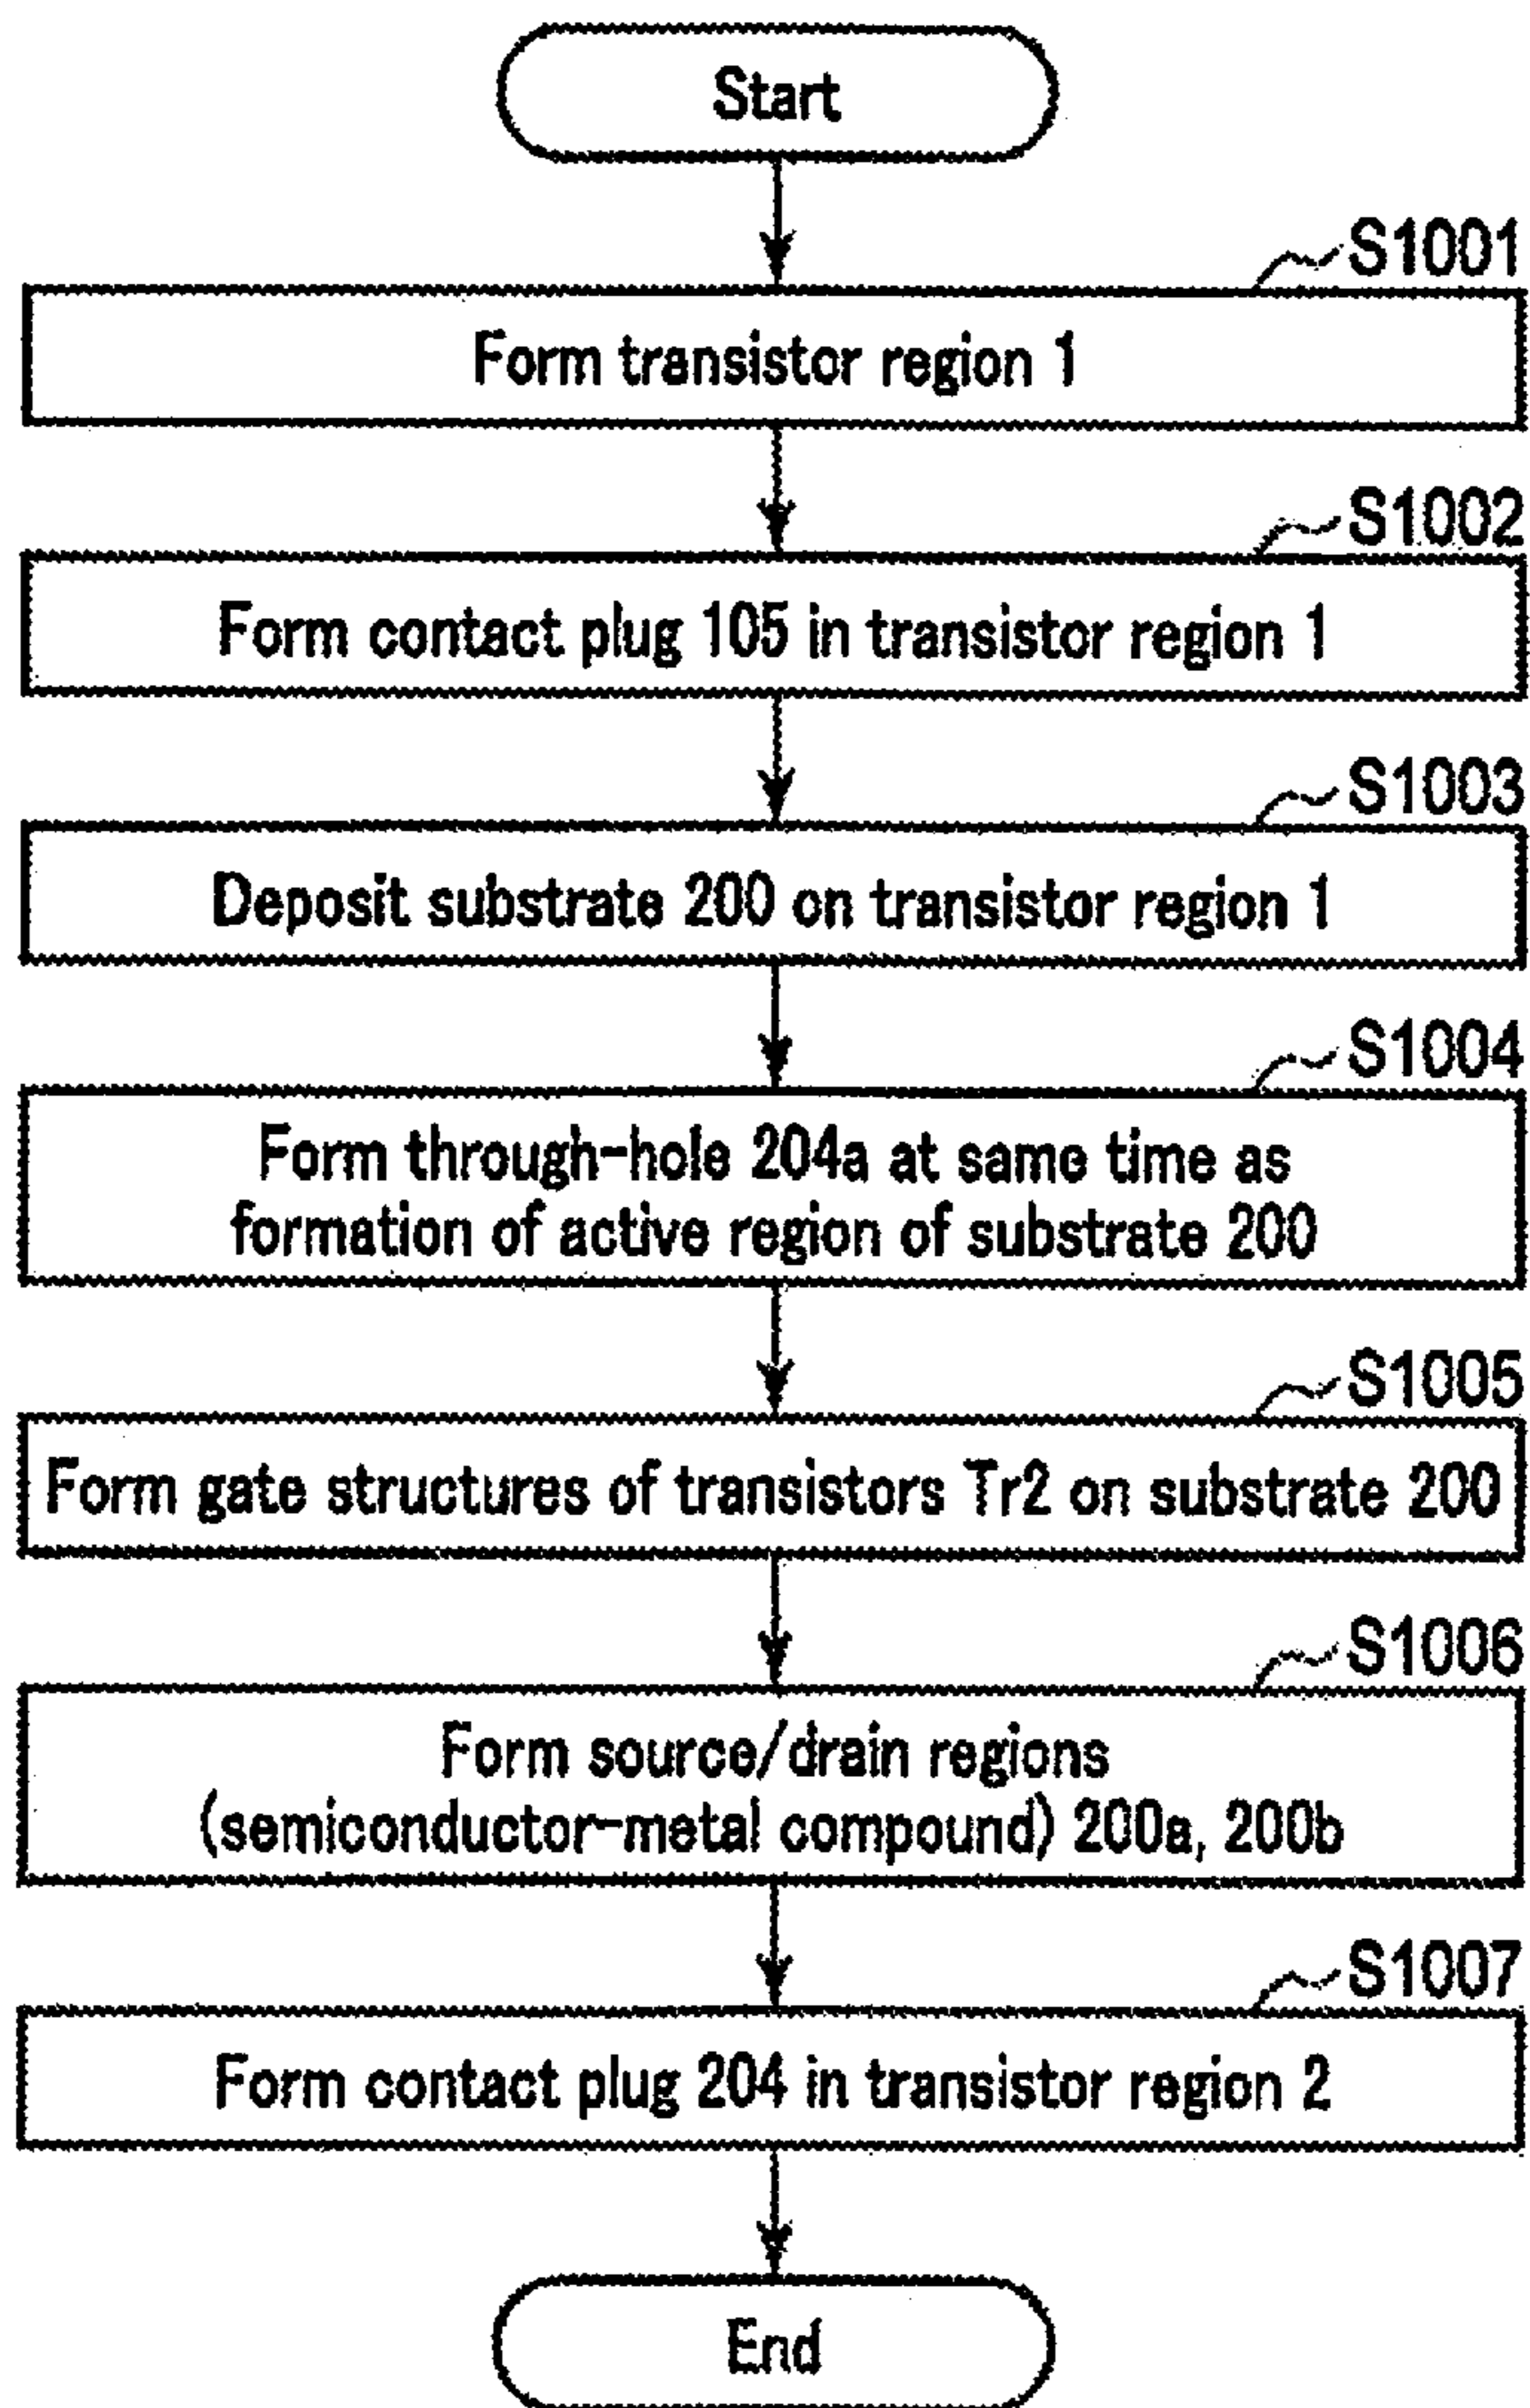 Start
S1001
Form transistor region 1
S1002
Form contact plug 105 in transistor region 1
S1003
Deposit substrate 200 on transistor region 1
S1004
Form through-hole 204a at same time as
formation of active region of substrate 200
S1005
Form gate structures of transistors Tr2 on substrate 200
S1006
Form source/drain regions
(semiconductor-metal compound) 200a, 200b
S1007
Form contact plug 204 in transistor region 2
End